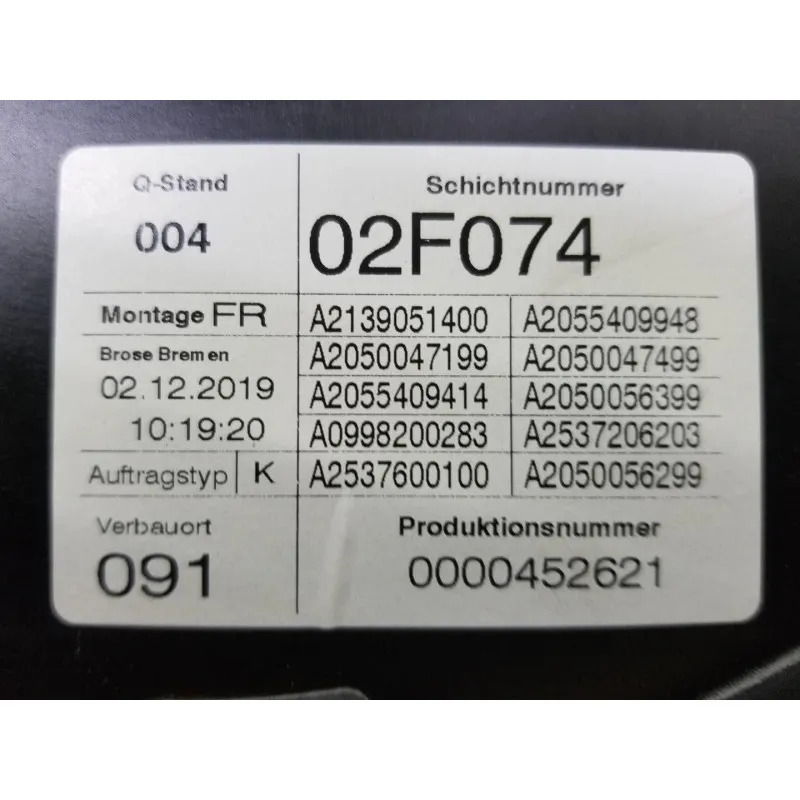 Q-Stand
004
Schichtnummer
02F074
Montage FR
Brose Bremen
02.12.2019
10:19:20
Auftragstyp K
A2139051400 A2055409948
A2050047199 A2050047499
A2055409414 A2050056399
A0998200283 A2537206203
A2537600100 A2050056299
Verbauort
091
Produktionsnummer
0000452621